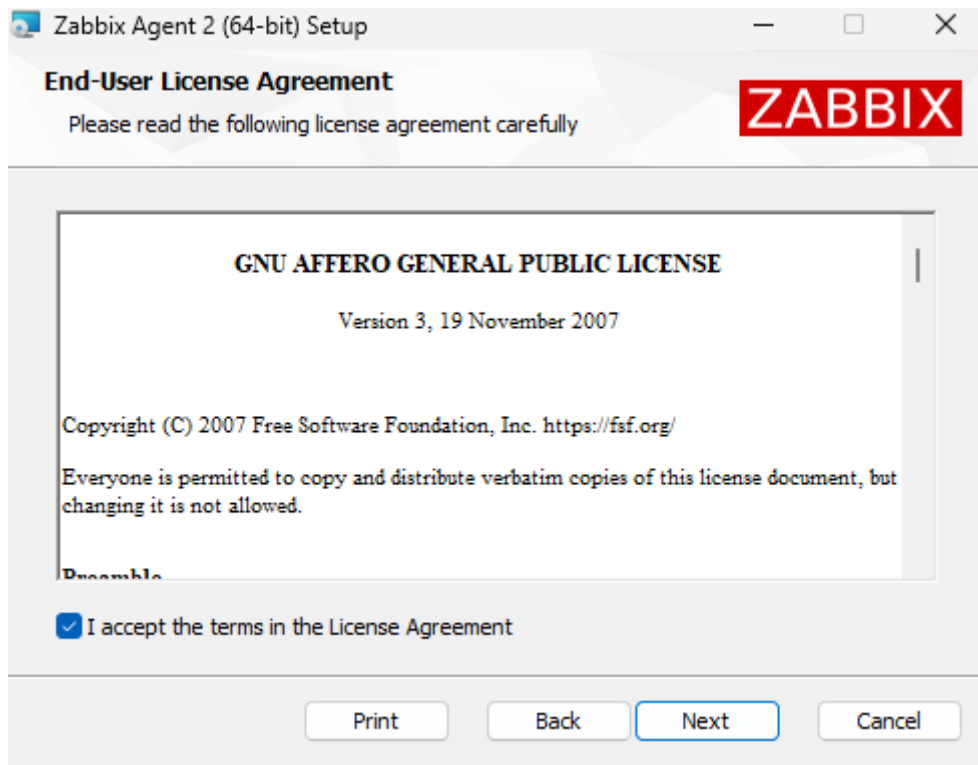 Zabbix Agent 2 (64-bit) Setup
End-User License Agreement
Please read the following license agreement carefully
ZABBIX
GNU AFFERO GENERAL PUBLIC LICENSE
Version 3, 19 November 2007
Copyright (C) 2007 Free Software Foundation, Inc. https://fsf.org/
Everyone is permitted to copy and distribute verbatim copies of this license document, but
changing it is not allowed.
Preamble
I accept the terms in the License Agreement
Print
Back
Next
Cancel